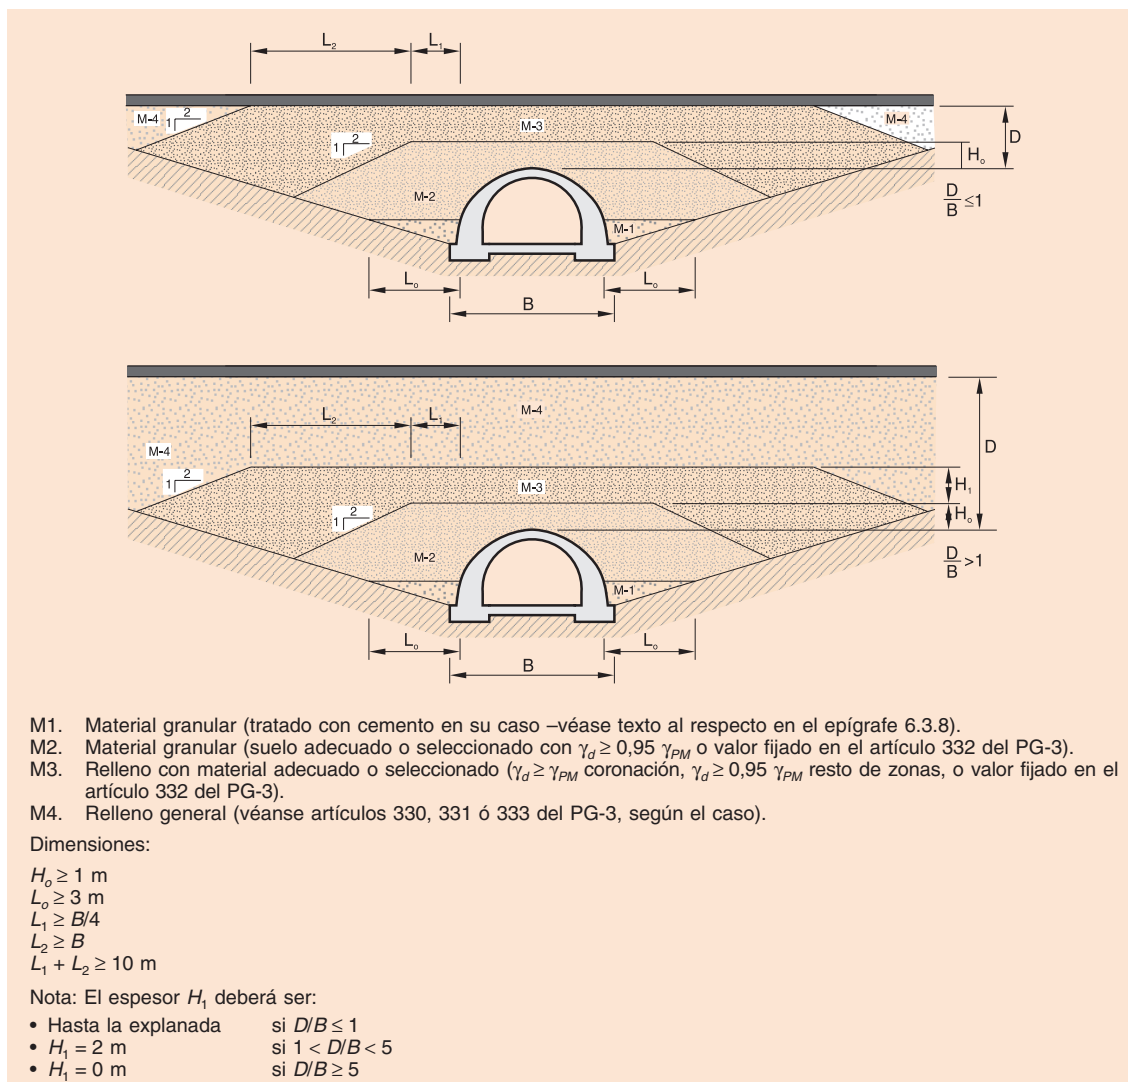 L₂ L₁
M-4 1 2 M-3 M-4 D
1 2 Hₒ
M-2 D/B ≤1
M-1
Lₒ Lₒ
B
M-4
L₂ L₁
M-4 D
1 2 M-3 H₁
1 2 Hₒ
M-2 D/B >1
M-1
Lₒ Lₒ
B
M1. Material granular (tratado con cemento en su caso –véase texto al respecto en el epígrafe 6.3.8).
M2. Material granular (suelo adecuado o seleccionado con γd ≥ 0,95 γPM o valor fijado en el artículo 332 del PG-3).
M3. Relleno con material adecuado o seleccionado (γd ≥ γPM coronación, γd ≥ 0,95 γPM resto de zonas, o valor fijado en el
artículo 332 del PG-3).
M4. Relleno general (véanse artículos 330, 331 ó 333 del PG-3, según el caso).
Dimensiones:
Hₒ ≥ 1 m
Lₒ ≥ 3 m
L₁ ≥ B/4
L₂ ≥ B
L₁ + L₂ ≥ 10 m
Nota: El espesor H₁ deberá ser:
• Hasta la explanada si D/B ≤ 1
• H₁ = 2 m si 1 < D/B < 5
• H₁ = 0 m si D/B ≥ 5